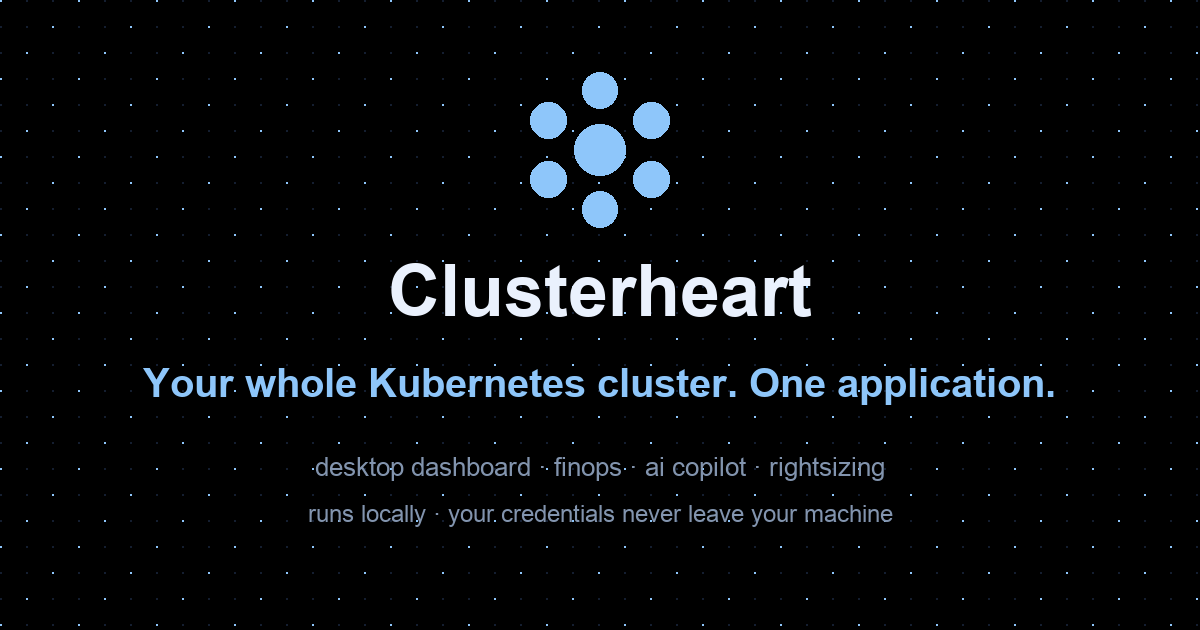 Clusterheart
Your whole Kubernetes cluster. One application.
desktop dashboard · finops · ai copilot · rightsizing
runs locally · your credentials never leave your machine